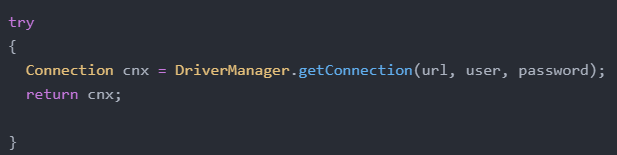 try
{
  Connection cnx = DriverManager.getConnection(url, user, password);
  return cnx;

}